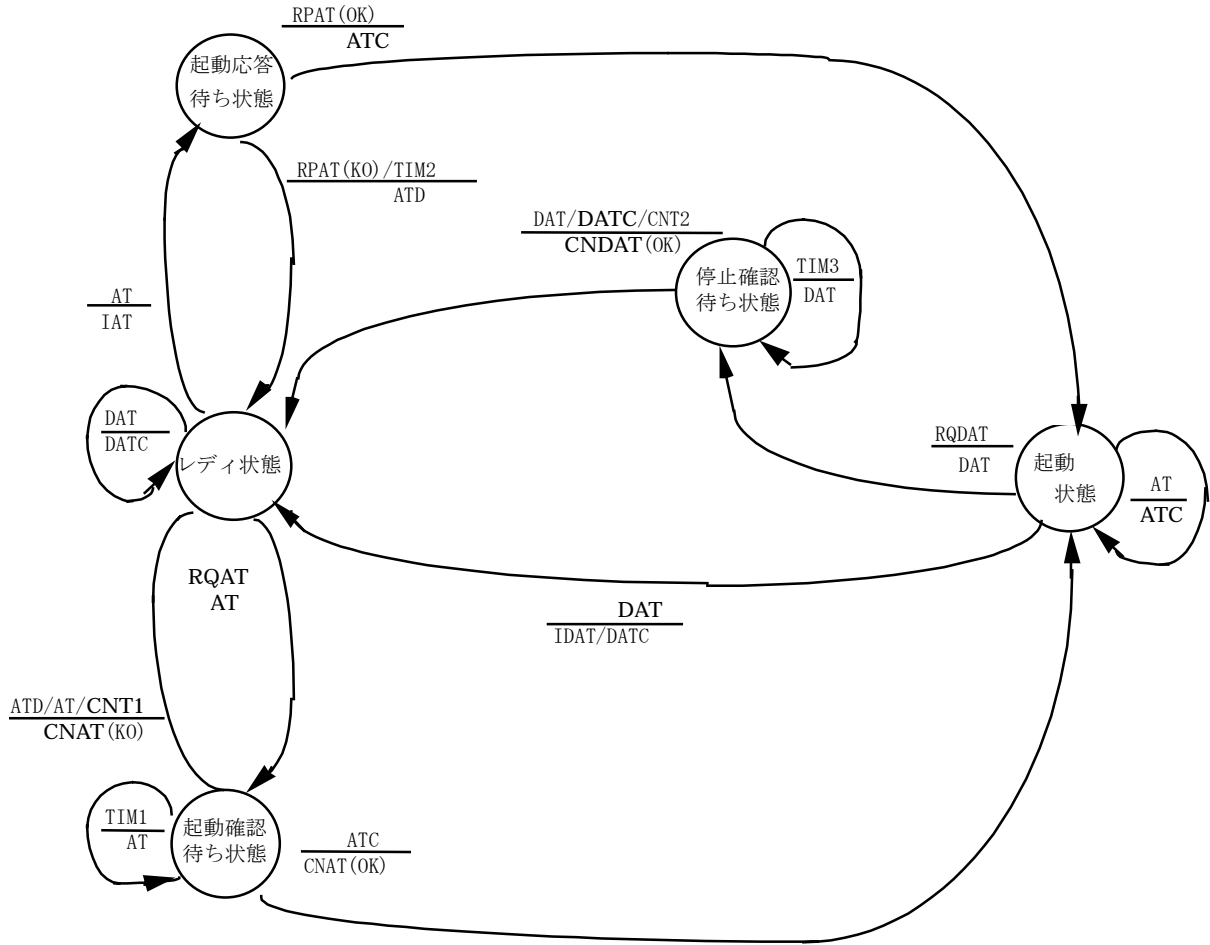 RPAT(OK)
ATC
起動応答
待ち状態
RPAT(KO)/TIM2
ATD
DAT/DATC/CNT2
CNDAT(OK)
停止確認
待ち状態
TIM3
DAT
AT
IAT
DAT
DATC
レディ状態
RQDAT
DAT
起動
状態
AT
ATC
RQAT
AT
DAT
IDAT/DATC
ATD/AT/CNT1
CNAT(KO)
TIM1
AT
起動確認
待ち状態
ATC
CNAT(OK)